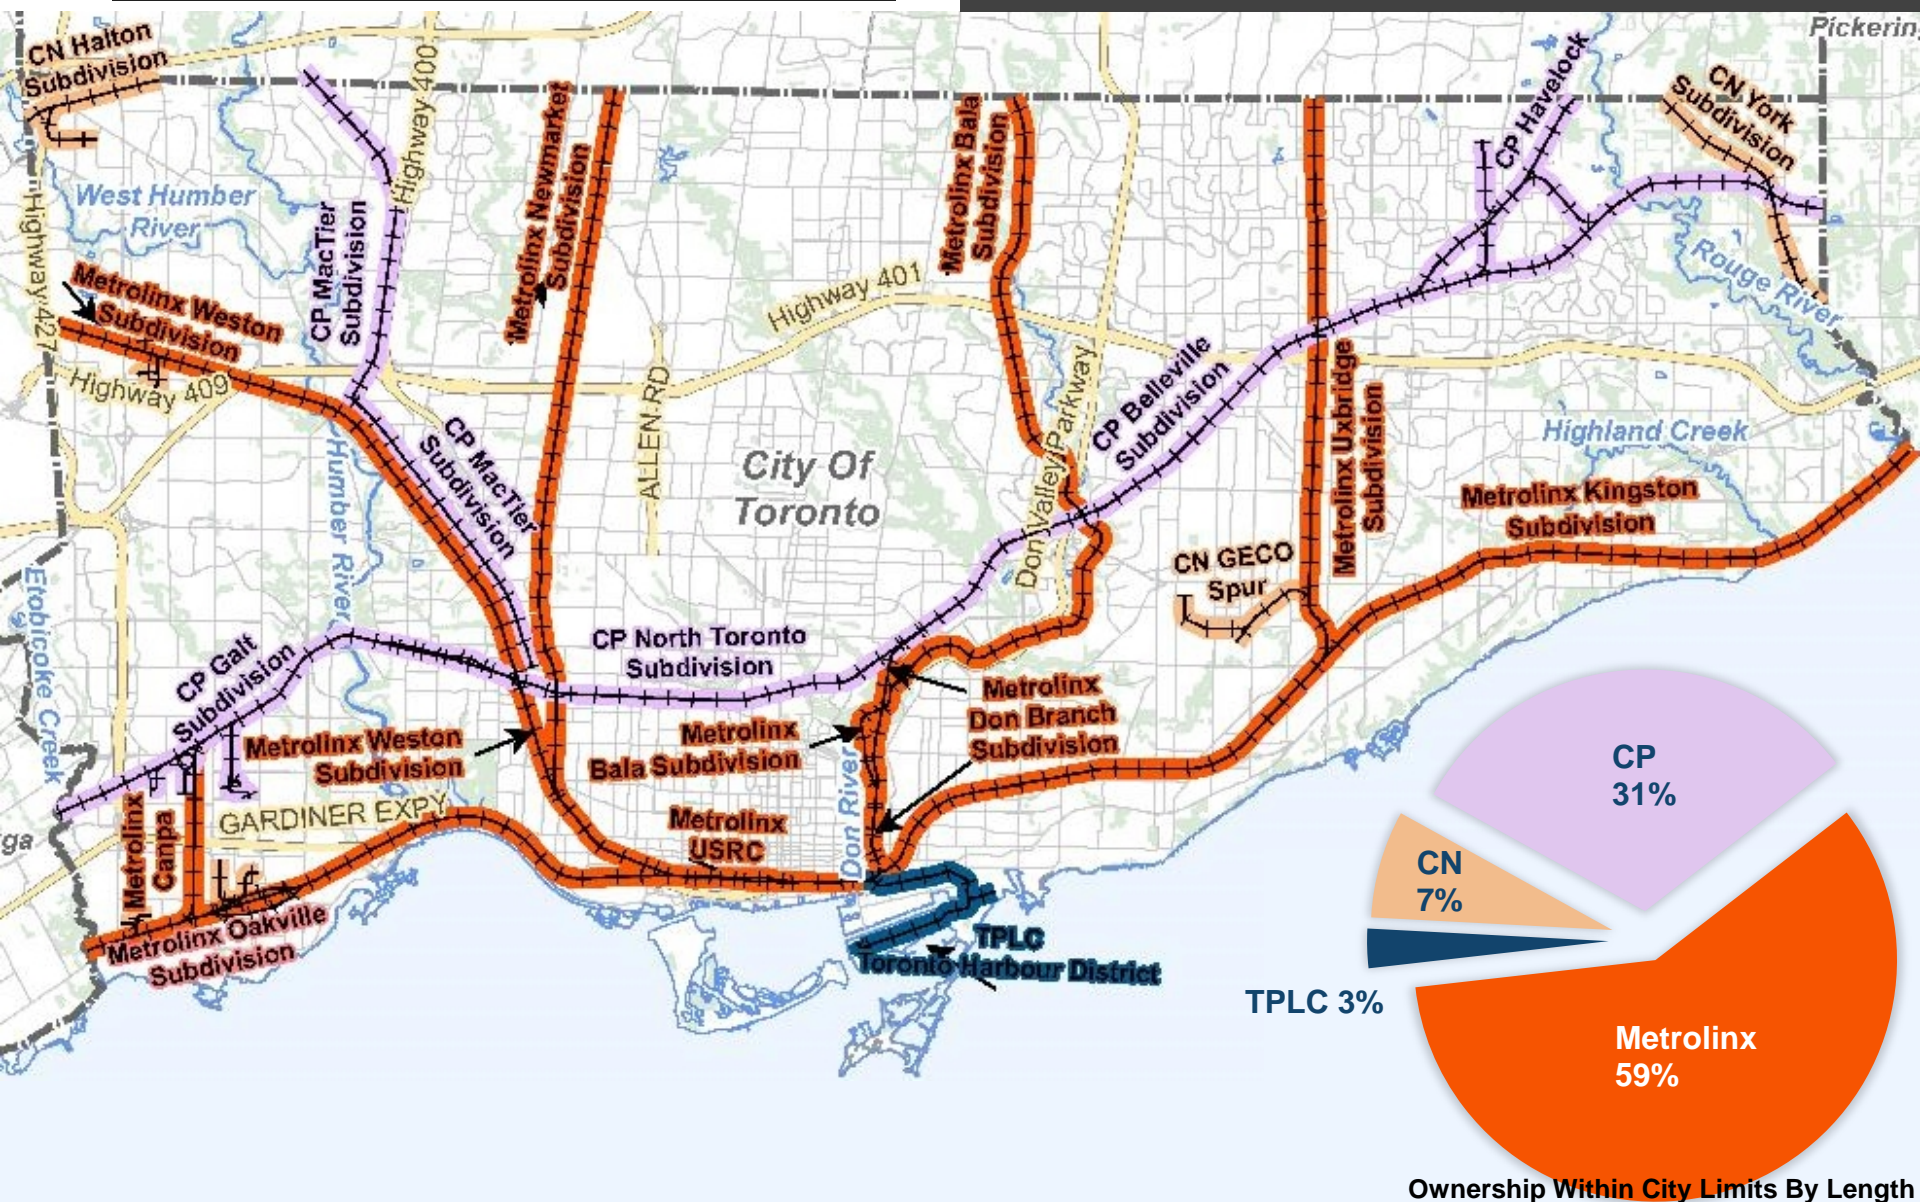 Pickerin
CN Halton
Subdivision
Highway 400
Metrolinx Newmarket
Subdivision
Metrolinx Bala
Subdivision
CP Havelock
CN York
Subdivision
West Humber
River
Highway 427
CP MacTier
Subdivision
Metrolinx Weston
Subdivision
Highway 401
Rouge River
Highway 409
ALLEN RD
Don Valley Parkway
CP Belleville
Subdivision
Metrolinx Uxbridge
Subdivision
Highland Creek
CP MacTier
Subdivision
City Of
Toronto
Metrolinx Kingston
Subdivision
Humber River
Etobicoke Creek
CN GECO
Spur
CP Galt
Subdivision
CP North Toronto
Subdivision
Metrolinx
Don Branch
Subdivision
Metrolinx Weston
Subdivision
Metrolinx
Bala Subdivision
Don River
GARDINER EXPY
Metrolinx
Canpa
Metrolinx
USRC
ga
Metrolinx Oakville
Subdivision
TPLC
Toronto Harbour District
CP
31%
CN
7%
TPLC 3%
Metrolinx
59%
Ownership Within City Limits By Length